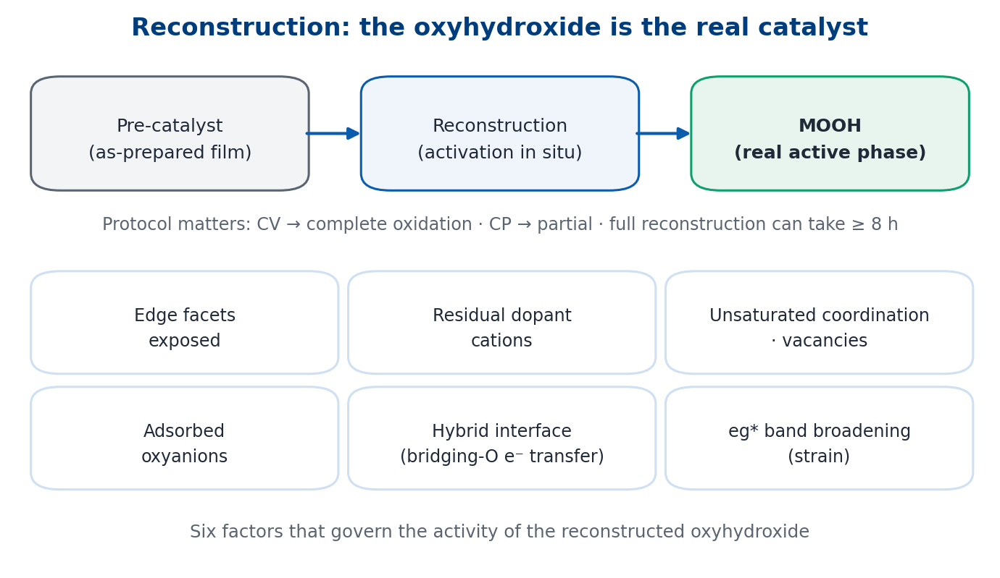 Reconstruction: the oxyhydroxide is the real catalyst
Pre-catalyst
(as-prepared film)
Reconstruction
(activation in situ)
MOOH
(real active phase)
Protocol matters: CV → complete oxidation · CP → partial · full reconstruction can take ≥ 8 h
Edge facets
exposed
Residual dopant
cations
Unsaturated coordination
· vacancies
Adsorbed
oxyanions
Hybrid interface
(bridging-O e⁻ transfer)
eg* band broadening
(strain)
Six factors that govern the activity of the reconstructed oxyhydroxide